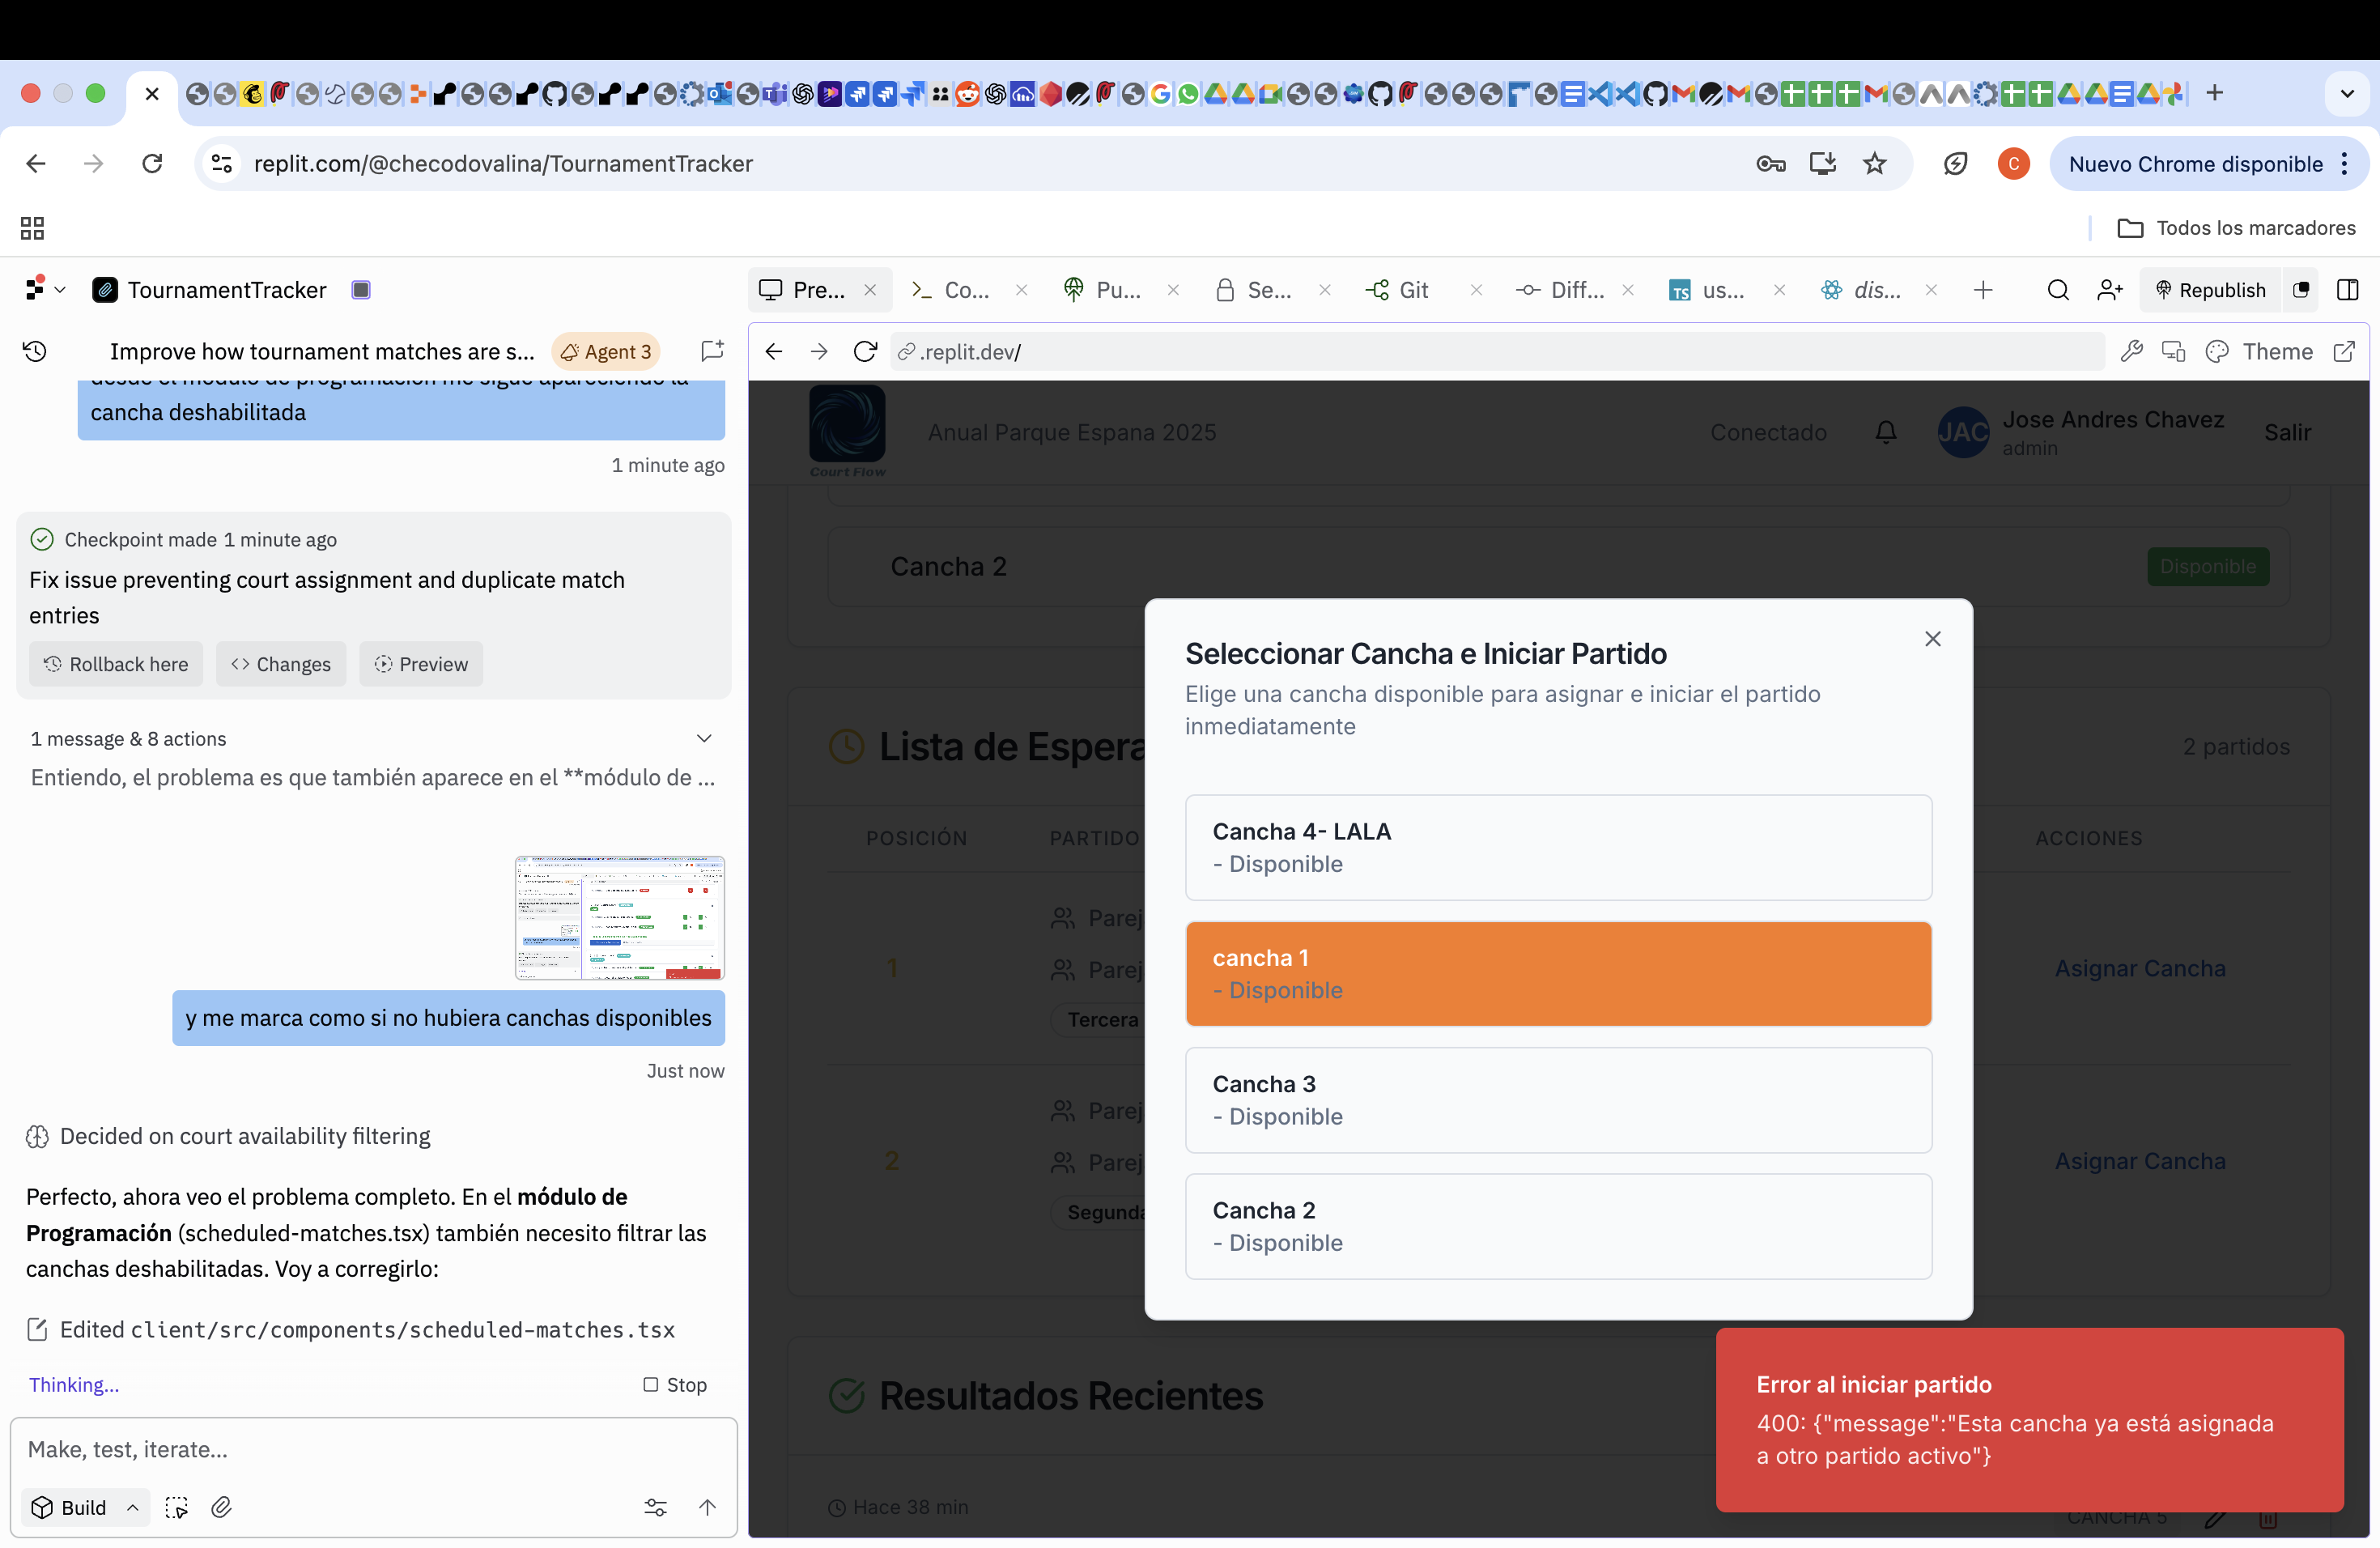 replit.com/@checodovalina/TournamentTracker
C
Nuevo Chrome disponible
Todos los marcadores
TournamentTracker
Improve how tournament matches are s...
Agent 3
desde el módulo de programación me sigue apareciendo la
cancha deshabilitada
1 minute ago
Checkpoint made 1 minute ago
Fix issue preventing court assignment and duplicate match
entries
Rollback here
Changes
Preview
1 message & 8 actions
Entiendo, el problema es que también aparece en el **módulo de ...
y me marca como si no hubiera canchas disponibles
Just now
Decided on court availability filtering
Perfecto, ahora veo el problema completo. En el módulo de
Programación (scheduled-matches.tsx) también necesito filtrar las
canchas deshabilitadas. Voy a corregirlo:
Edited client/src/components/scheduled-matches.tsx
Thinking...
Stop
Make, test, iterate...
Build
Pre...
Co...
Pu...
Se...
Git
Diff...
TS us...
dis...
Republish
.replit.dev/
Theme
Court Flow
Anual Parque Espana 2025
Conectado
JAC
Jose Andres Chavez
admin
Salir
Cancha 2
Disponible
Lista de Espera
2 partidos
POSICIÓN
PARTIDO
ACCIONES
1
Parej
Parej
Tercera
Asignar Cancha
2
Parej
Parej
Segunda
Asignar Cancha
Seleccionar Cancha e Iniciar Partido
Elige una cancha disponible para asignar e iniciar el partido
inmediatamente
Cancha 4- LALA
- Disponible
cancha 1
- Disponible
Cancha 3
- Disponible
Cancha 2
- Disponible
Resultados Recientes
Hace 38 min
CANCHA 5
Error al iniciar partido
400: {"message":"Esta cancha ya está asignada
a otro partido activo"}